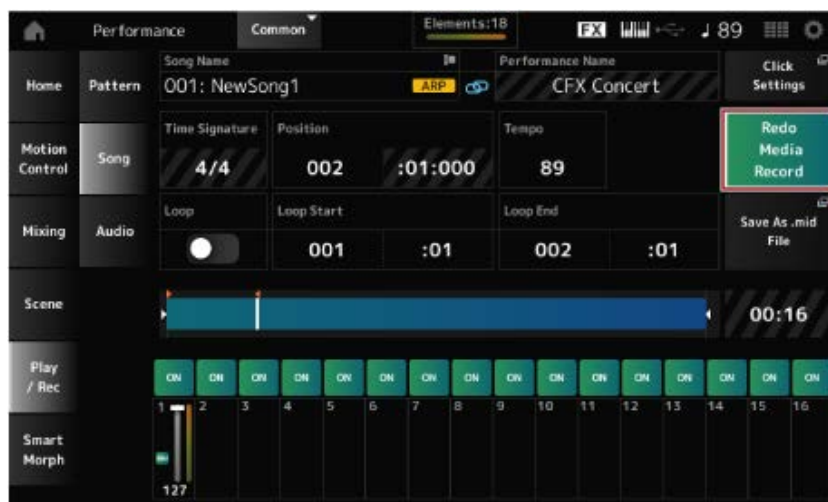 Performance
Common
Elements:18
FX
89
Home
Pattern
Song Name
001: NewSong1
ARP
Performance Name
CFX Concert
Click
Settings
Motion
Control
Song
Time Signature
4/4
Position
002
:01:000
Tempo
89
Redo
Media
Record
Mixing
Audio
Loop
Loop Start
001
:01
Loop End
002
:01
Save As .mid
File
Scene
00:16
Play
/ Rec
ON ON ON ON ON ON ON ON ON ON ON ON ON ON ON ON
1 2 3 4 5 6 7 8 9 10 11 12 13 14 15 16
Smart
Morph
127